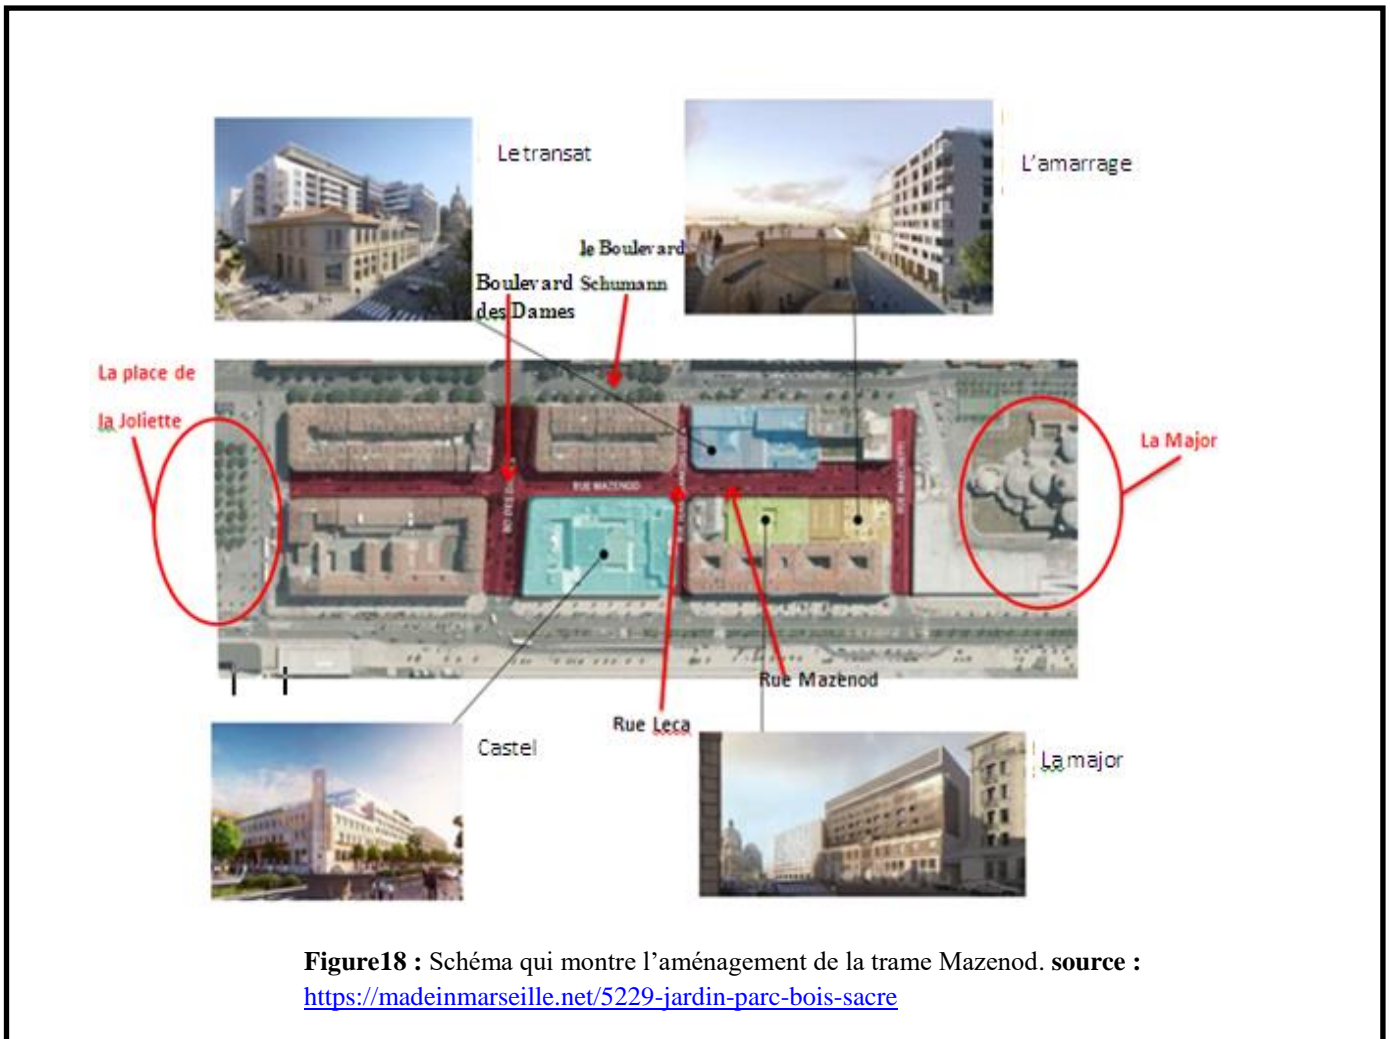 Le transat
L'amarrage
le Boulevard
Schumann
Boulevard
des Dames
La place de
la Joliette
La Major
RUE MAZENOD
Rue Mazenod
Rue Leca
Castel
La major
Figure18 : Schéma qui montre l'aménagement de la trame Mazenod. source :
https://madeinmarseille.net/5229-jardin-parc-bois-sacre